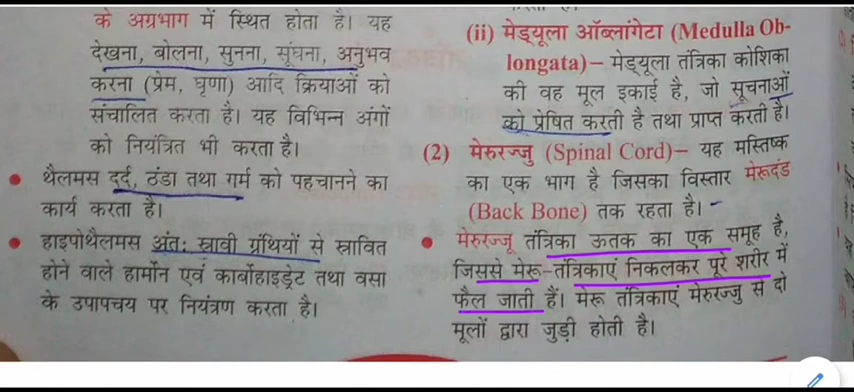 के अग्रभाग में स्थित होता है। यह
देखना, बोलना, सुनना, सूंघना, अनुभव
करना (प्रेम, घृणा) आदि क्रियाओं को
संचालित करता है। यह विभिन्न अंगों
को नियंत्रित भी करता है।
● थैलमस दर्द, ठंडा तथा गर्म को पहचानने का
कार्य करता है।
● हाइपोथैलमस अंतः स्रावी ग्रंथियों से स्रावित
होने वाले हार्मोन एवं कार्बोहाइड्रेट तथा वसा
के उपापचय पर नियंत्रण करता है।
(ii) मेड्यूला ऑब्लांगेटा (Medulla Ob-
longata)– मेड्यूला तंत्रिका कोशिका
की वह मूल इकाई है, जो सूचनाओं
को प्रेषित करती है तथा प्राप्त करती है।
(2) मेरुरज्जु (Spinal Cord)– यह मस्तिष्क
का एक भाग है जिसका विस्तार मेरूदंड
(Back Bone) तक रहता है।
● मेरुरज्जू तंत्रिका ऊतक का एक समूह है,
जिससे मेरू-तंत्रिकाएं निकलकर पूरे शरीर में
फैल जाती हैं। मेरू तंत्रिकाएं मेरुरज्जु से दो
मूलों द्वारा जुड़ी होती है।